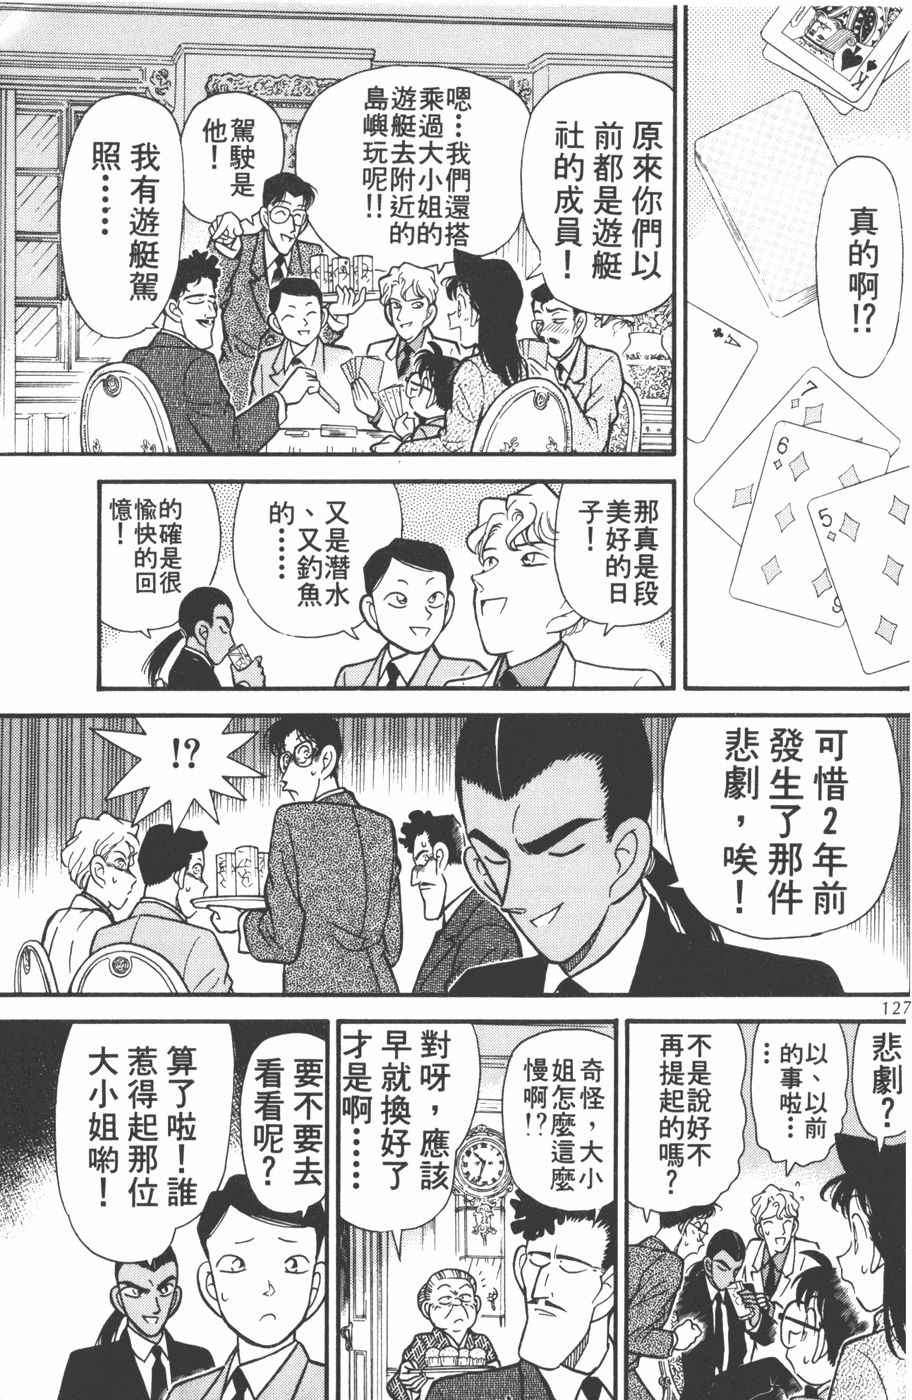 K
A
7
6
5
9
真的啊!?
原來你們以
前都是遊艇
社的成員!
嗯…我們還搭
乘過大小姐的
遊艇去附近的
島嶼玩呢!!
駕駛是
他!
我有遊艇駕
照……
那真是段
美好的日
子!
又是潛水
、又釣魚
的……
的確是很
愉快的回
憶!
可惜2年前
發生了那件
悲劇,唉!
!?
127
悲劇?
以、以前
的事啦…
…
不是說好不
再提起的嗎?
奇怪,大小
姐怎麼這麼
慢啊!?
對呀,應該
早就換好了
才是啊……
要不要去
看看呢?
算了啦!誰
惹得起那位
大小姐喲!